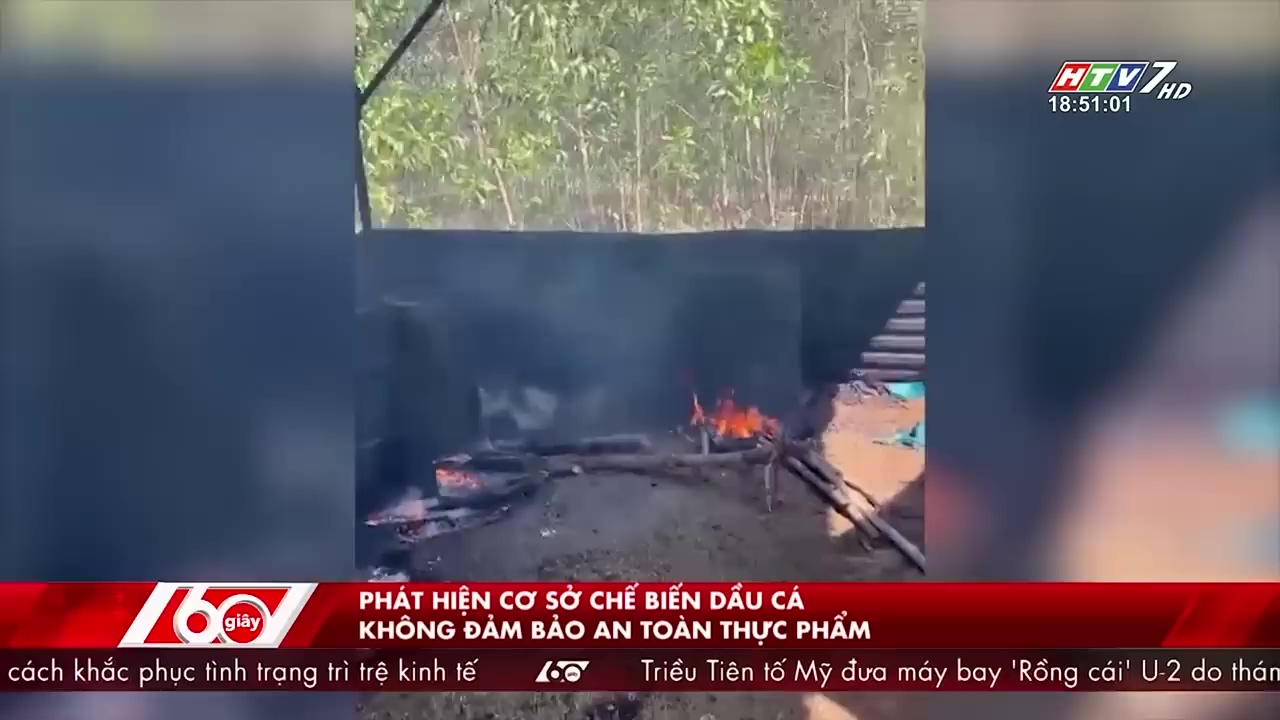 HTV7 HD
18:51:01
60 giây
PHÁT HIỆN CƠ SỞ CHẾ BIẾN DẦU CÁ
KHÔNG ĐẢM BẢO AN TOÀN THỰC PHẨM
cách khắc phục tình trạng trì trệ kinh tế
60 giây
Triều Tiên tố Mỹ đưa máy bay 'Rồng cái' U-2 do thán